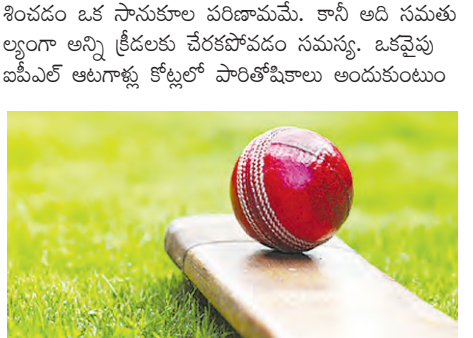 శించడం ఒక సానుకూల పరిణామమే. కానీ అది సమతు
ల్యంగా అన్ని క్రీడలకు చేరకపోవడం సమస్య. ఒకవైపు
ఐపీఎల్ ఆటగాళ్లు కోట్లలో పారితోషికాలు అందుకుంటుం